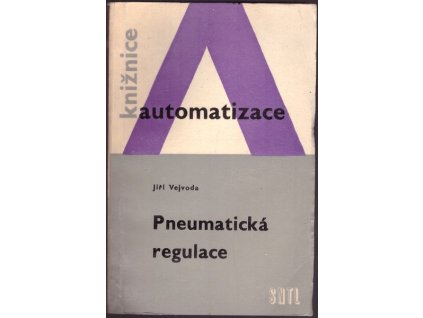 knižnice
automatizace
Jiří Vejvoda
Pneumatická
regulace
SNTL